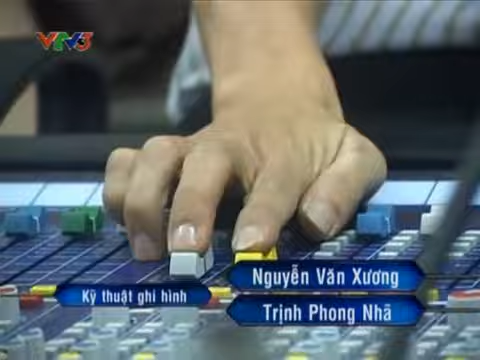 VTV3
Nguyễn Văn Xương
Kỹ thuật ghi hình
Trịnh Phong Nhã